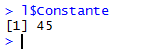 > l$Constante
[1] 45
>